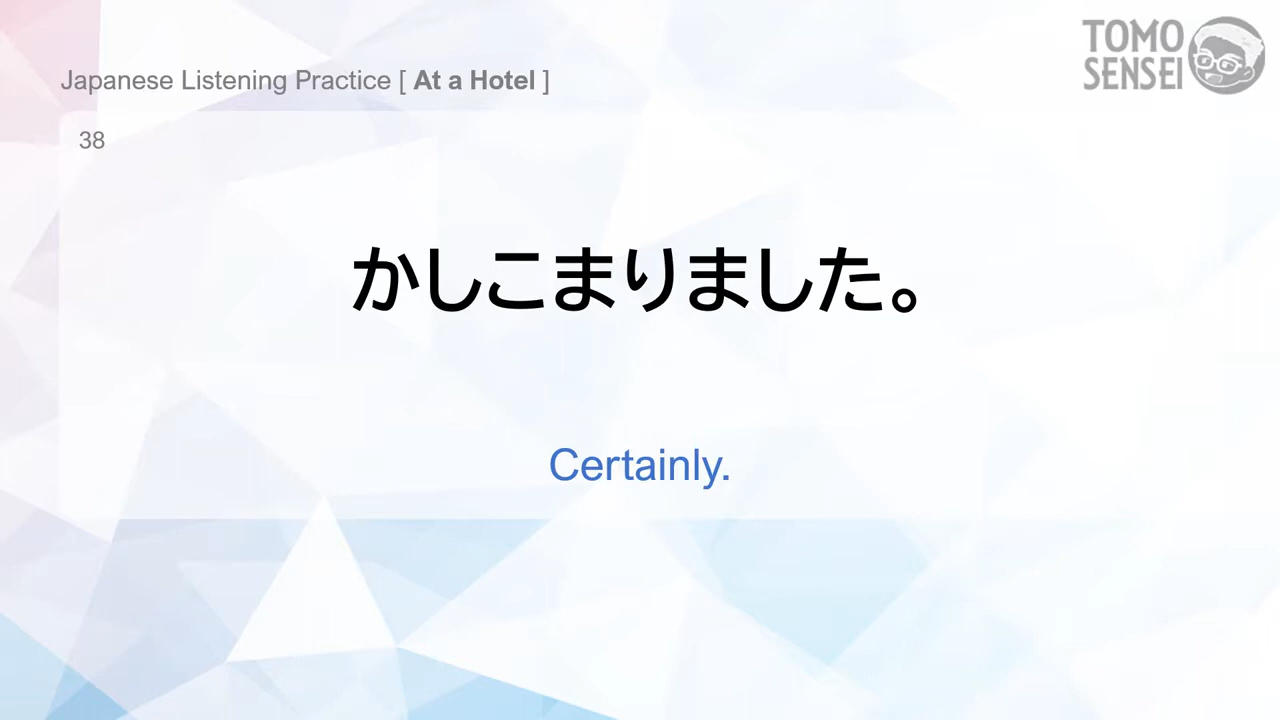 Japanese Listening Practice [ At a Hotel ]
TOMO
SENSEI
38
かしこまりました。
Certainly.